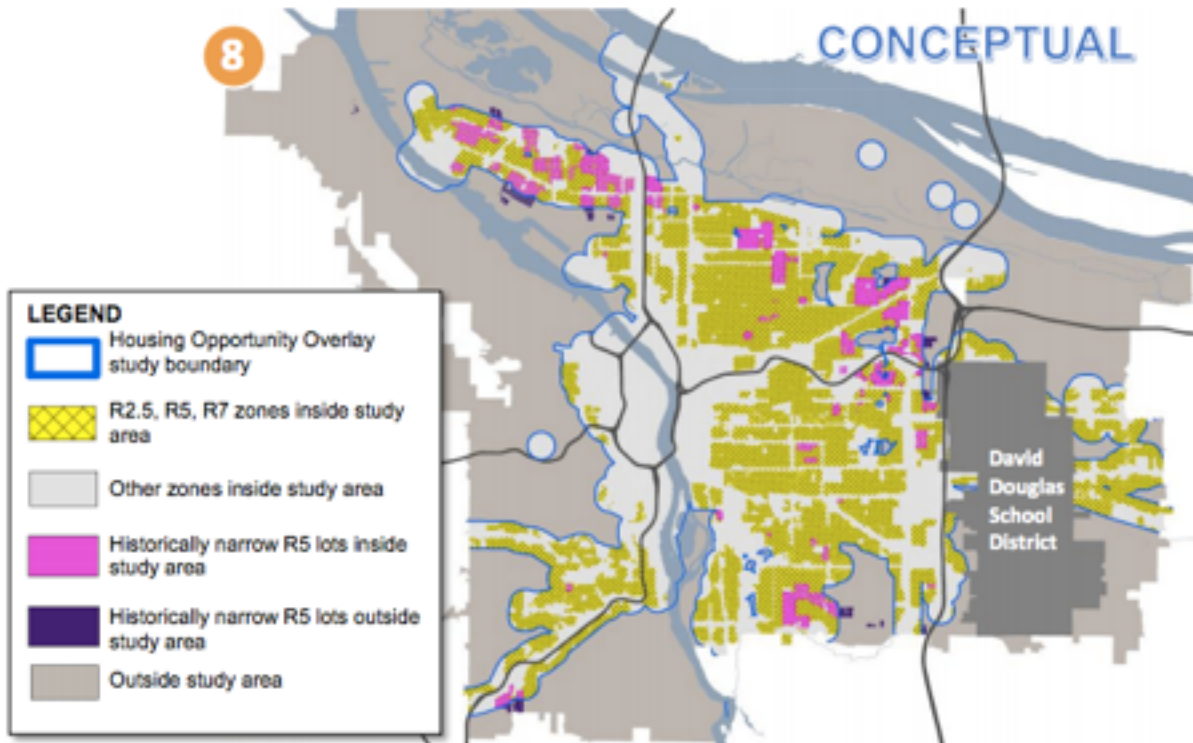 8
CONCEPTUAL
LEGEND
Housing Opportunity Overlay
study boundary
R2.5, R5, R7 zones inside study
area
Other zones inside study area
Historically narrow R5 lots inside
study area
Historically narrow R5 lots outside
study area
Outside study area
David
Douglas
School
District